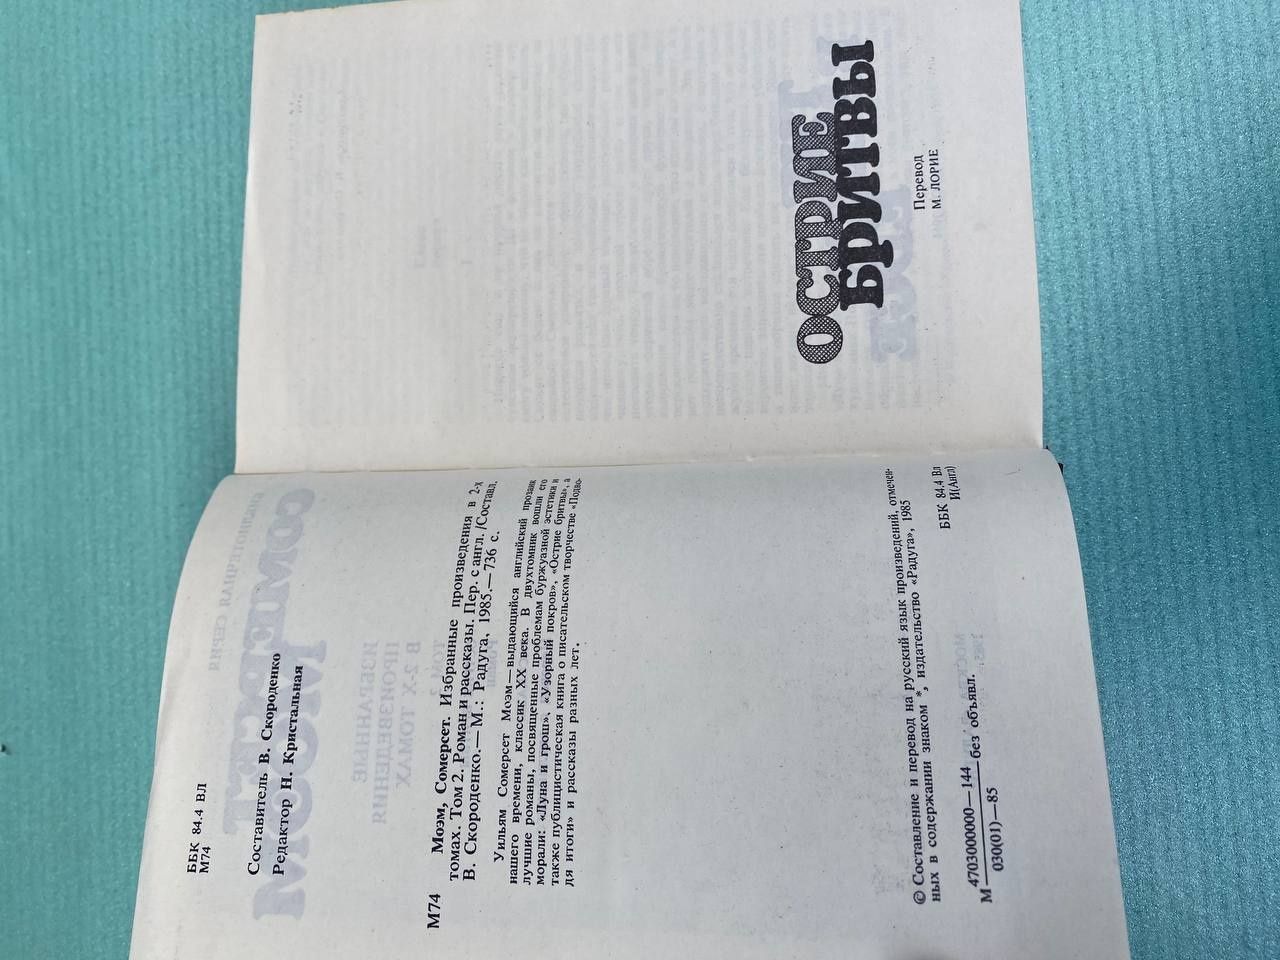 ББК 84.4 ВЛ
М74
Составитель В. Скороденко
Редактор Н. Кристальная
М74
Моэм, Сомерсет. Избранные произведения в 2-х
томах. Том 2. Роман и рассказы. Пер. с англ. /Составл.
В. Скороденко.— М.: Радуга, 1985.— 736 с.
Уильям Сомерсет Моэм — выдающийся английский прозаик
нашего времени, классик XX века. В двухтомник вошли его
лучшие романы, посвященные проблемам буржуазной эстетики и
морали: «Луна и грош», «Узорный покров», «Острие бритвы», а
также публицистическая книга о писательском творчестве «Подво-
дя итоги» и рассказы разных лет.
© Составление и перевод на русский язык произведений, отмечен-
ных в содержании знаком *, издательство «Радуга», 1985
М 4703000000—144 без объявл.
030(01)—85
ББК 84.4 Вл
И(Англ)
ОСТРИЕ
БРИТВЫ
Перевод
М. ЛОРИЕ